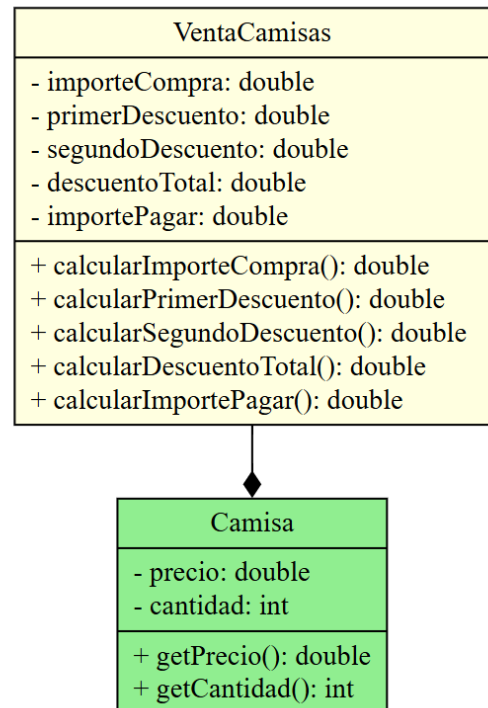 VentaCamisas
- importeCompra: double
- primerDescuento: double
- segundoDescuento: double
- descuentoTotal: double
- importePagar: double
+ calcularImporteCompra(): double
+ calcularPrimerDescuento(): double
+ calcularSegundoDescuento(): double
+ calcularDescuentoTotal(): double
+ calcularImportePagar(): double
Camisa
- precio: double
- cantidad: int
+ getPrecio(): double
+ getCantidad(): int